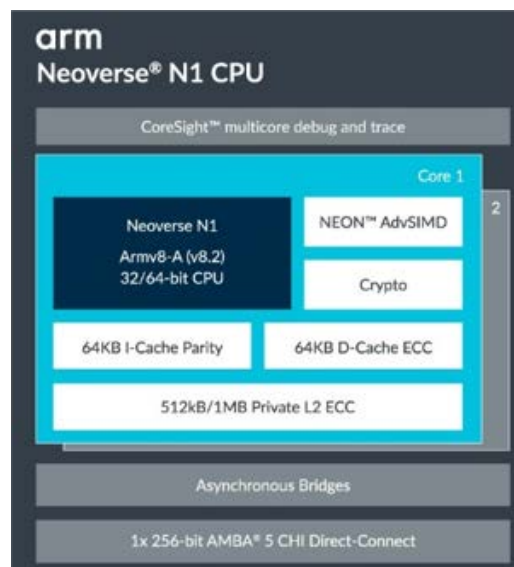 arm
Neoverse® N1 CPU
CoreSight™ multicore debug and trace
Core 1
2
Neoverse N1
Armv8-A (v8.2)
32/64-bit CPU
NEON™ AdvSIMD
Crypto
64KB I-Cache Parity
64KB D-Cache ECC
512kB/1MB Private L2 ECC
Asynchronous Bridges
1x 256-bit AMBA® 5 CHI Direct-Connect